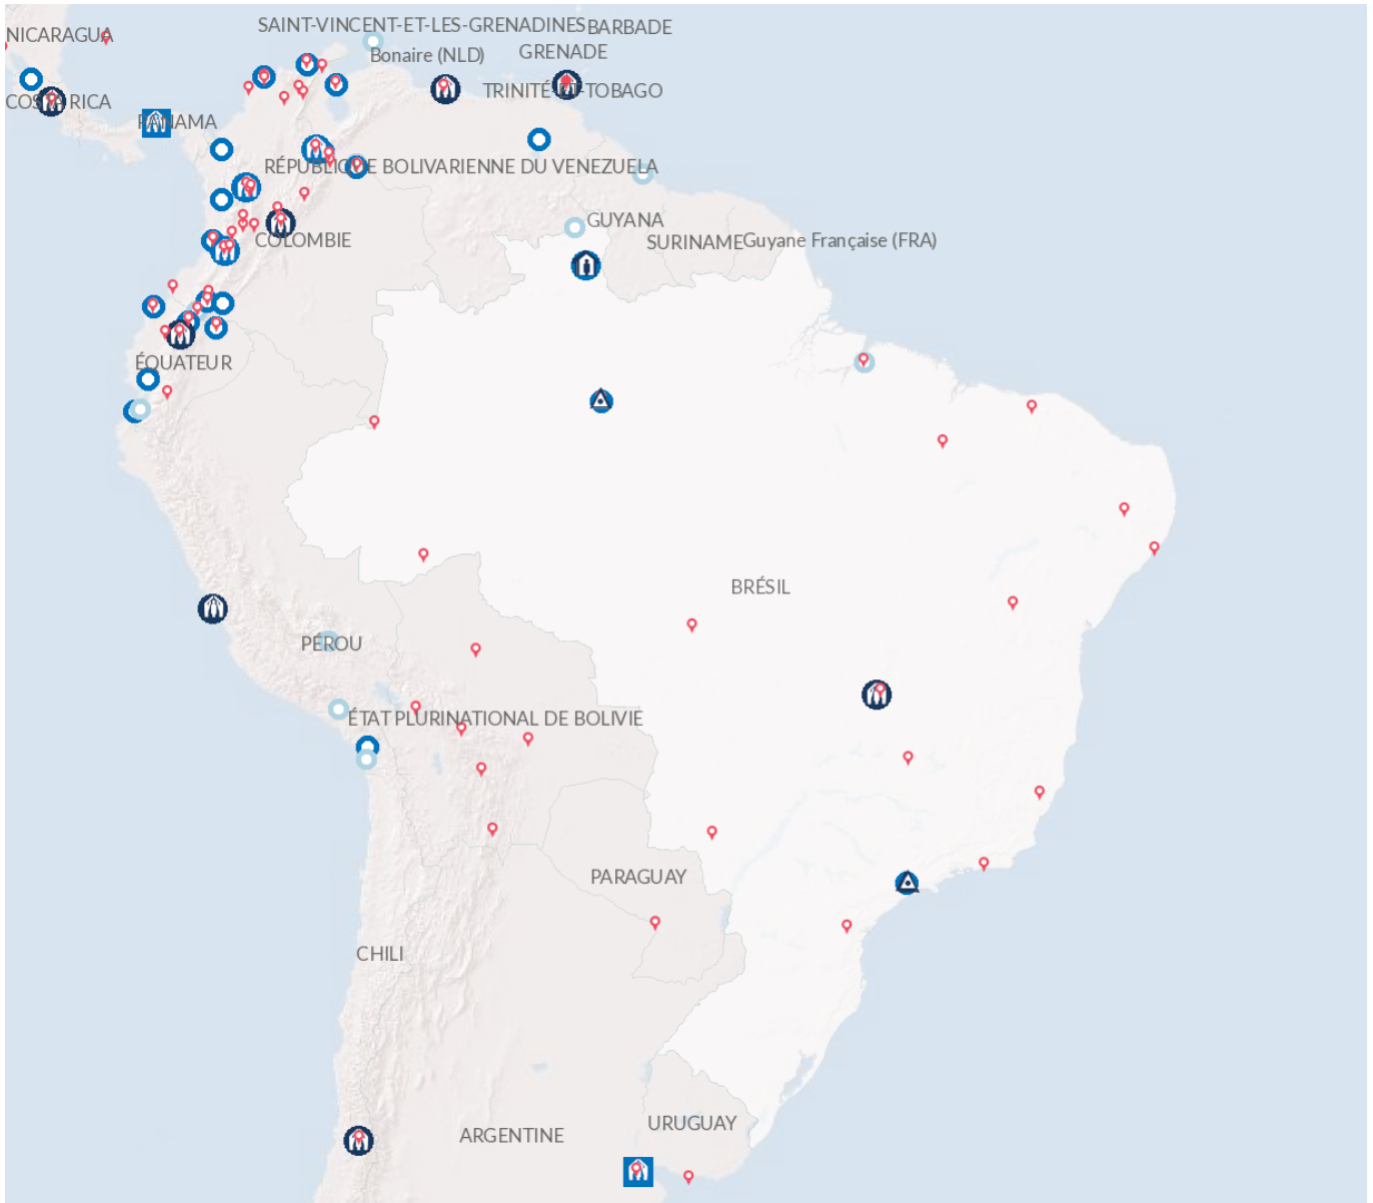 SAINT-VINCENT-ET-LES-GRENADINES
BARBADE
NICARAGUA
Bonaire (NLD)
GRENADE
TRINITÉ-ET-TOBAGO
COSTA RICA
PANAMA
RÉPUBLIQUE BOLIVARIENNE DU VENEZUELA
GUYANA
COLOMBIE
SURINAME
Guyane Française (FRA)
ÉQUATEUR
BRÉSIL
PÉROU
ÉTAT PLURINATIONAL DE BOLIVIE
PARAGUAY
CHILI
URUGUAY
ARGENTINE